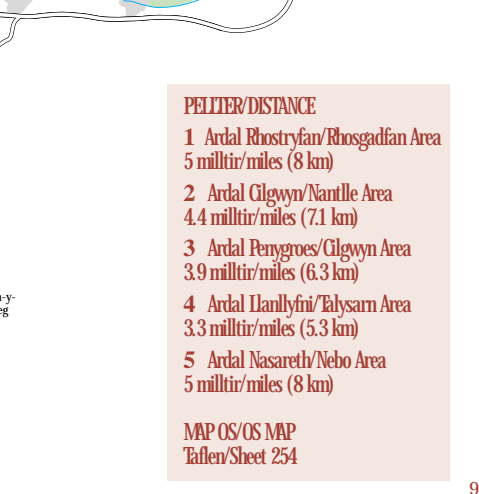 PELLTER/DISTANCE
1 Ardal Rhostryfan/Rhosgadfan Area
5 milltir/miles (8 km)
2 Ardal Cilgwyn/Nantlle Area
4.4 milltir/miles (7.1 km)
3 Ardal Penygroes/Cilgwyn Area
3.9 milltir/miles (6.3 km)
4 Ardal Llanllyfni/Talysarn Area
3.3 milltir/miles (5.3 km)
5 Ardal Nasareth/Nebo Area
5 milltir/miles (8 km)
MAP OS/OS MAP
Taflen/Sheet 254
-y-
eg
9